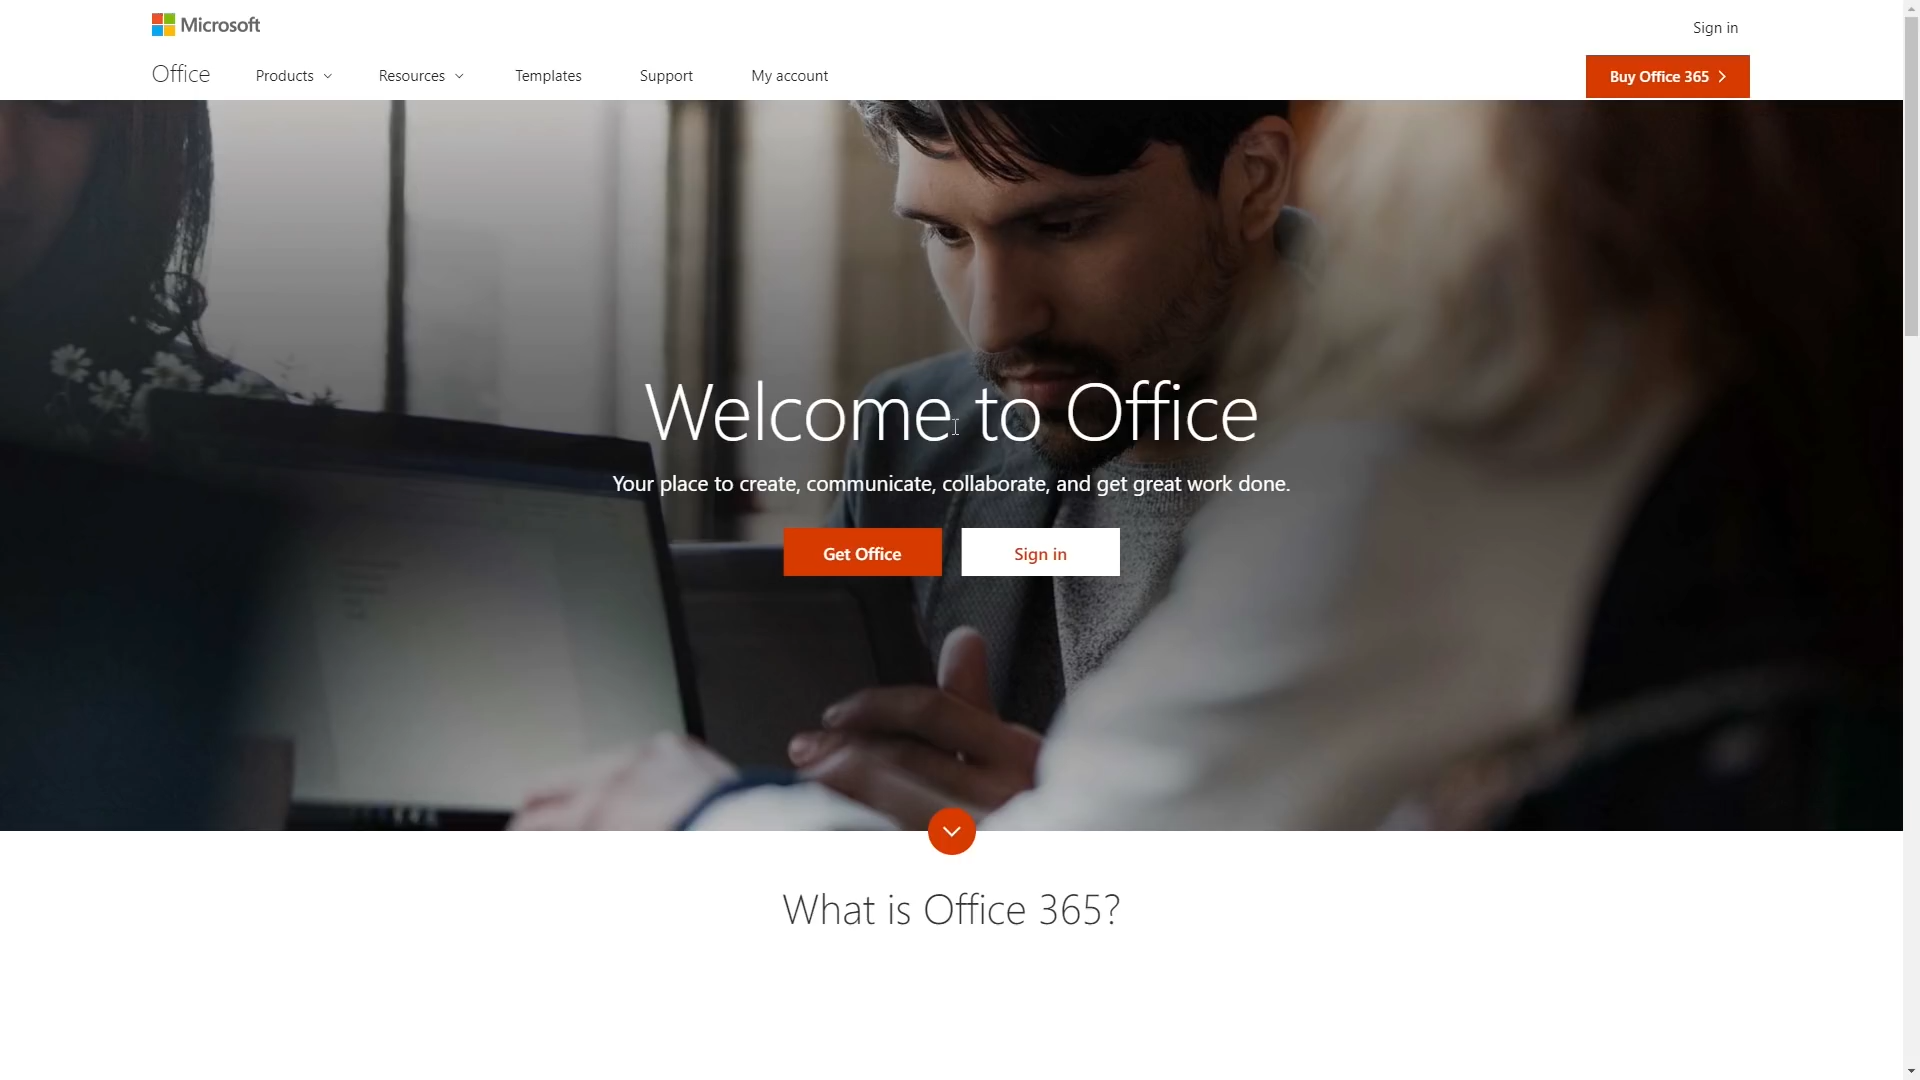 Microsoft
Sign in
Office
Products
Resources
Templates
Support
My account
Buy Office 365
Welcome to Office
Your place to create, communicate, collaborate, and get great work done.
Get Office
Sign in
What is Office 365?